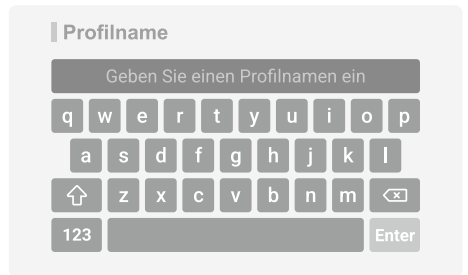 Profilname
Geben Sie einen Profilnamen ein
q w e r t y u i o p
a s d f g h j k l
z x c v b n m
123 Enter